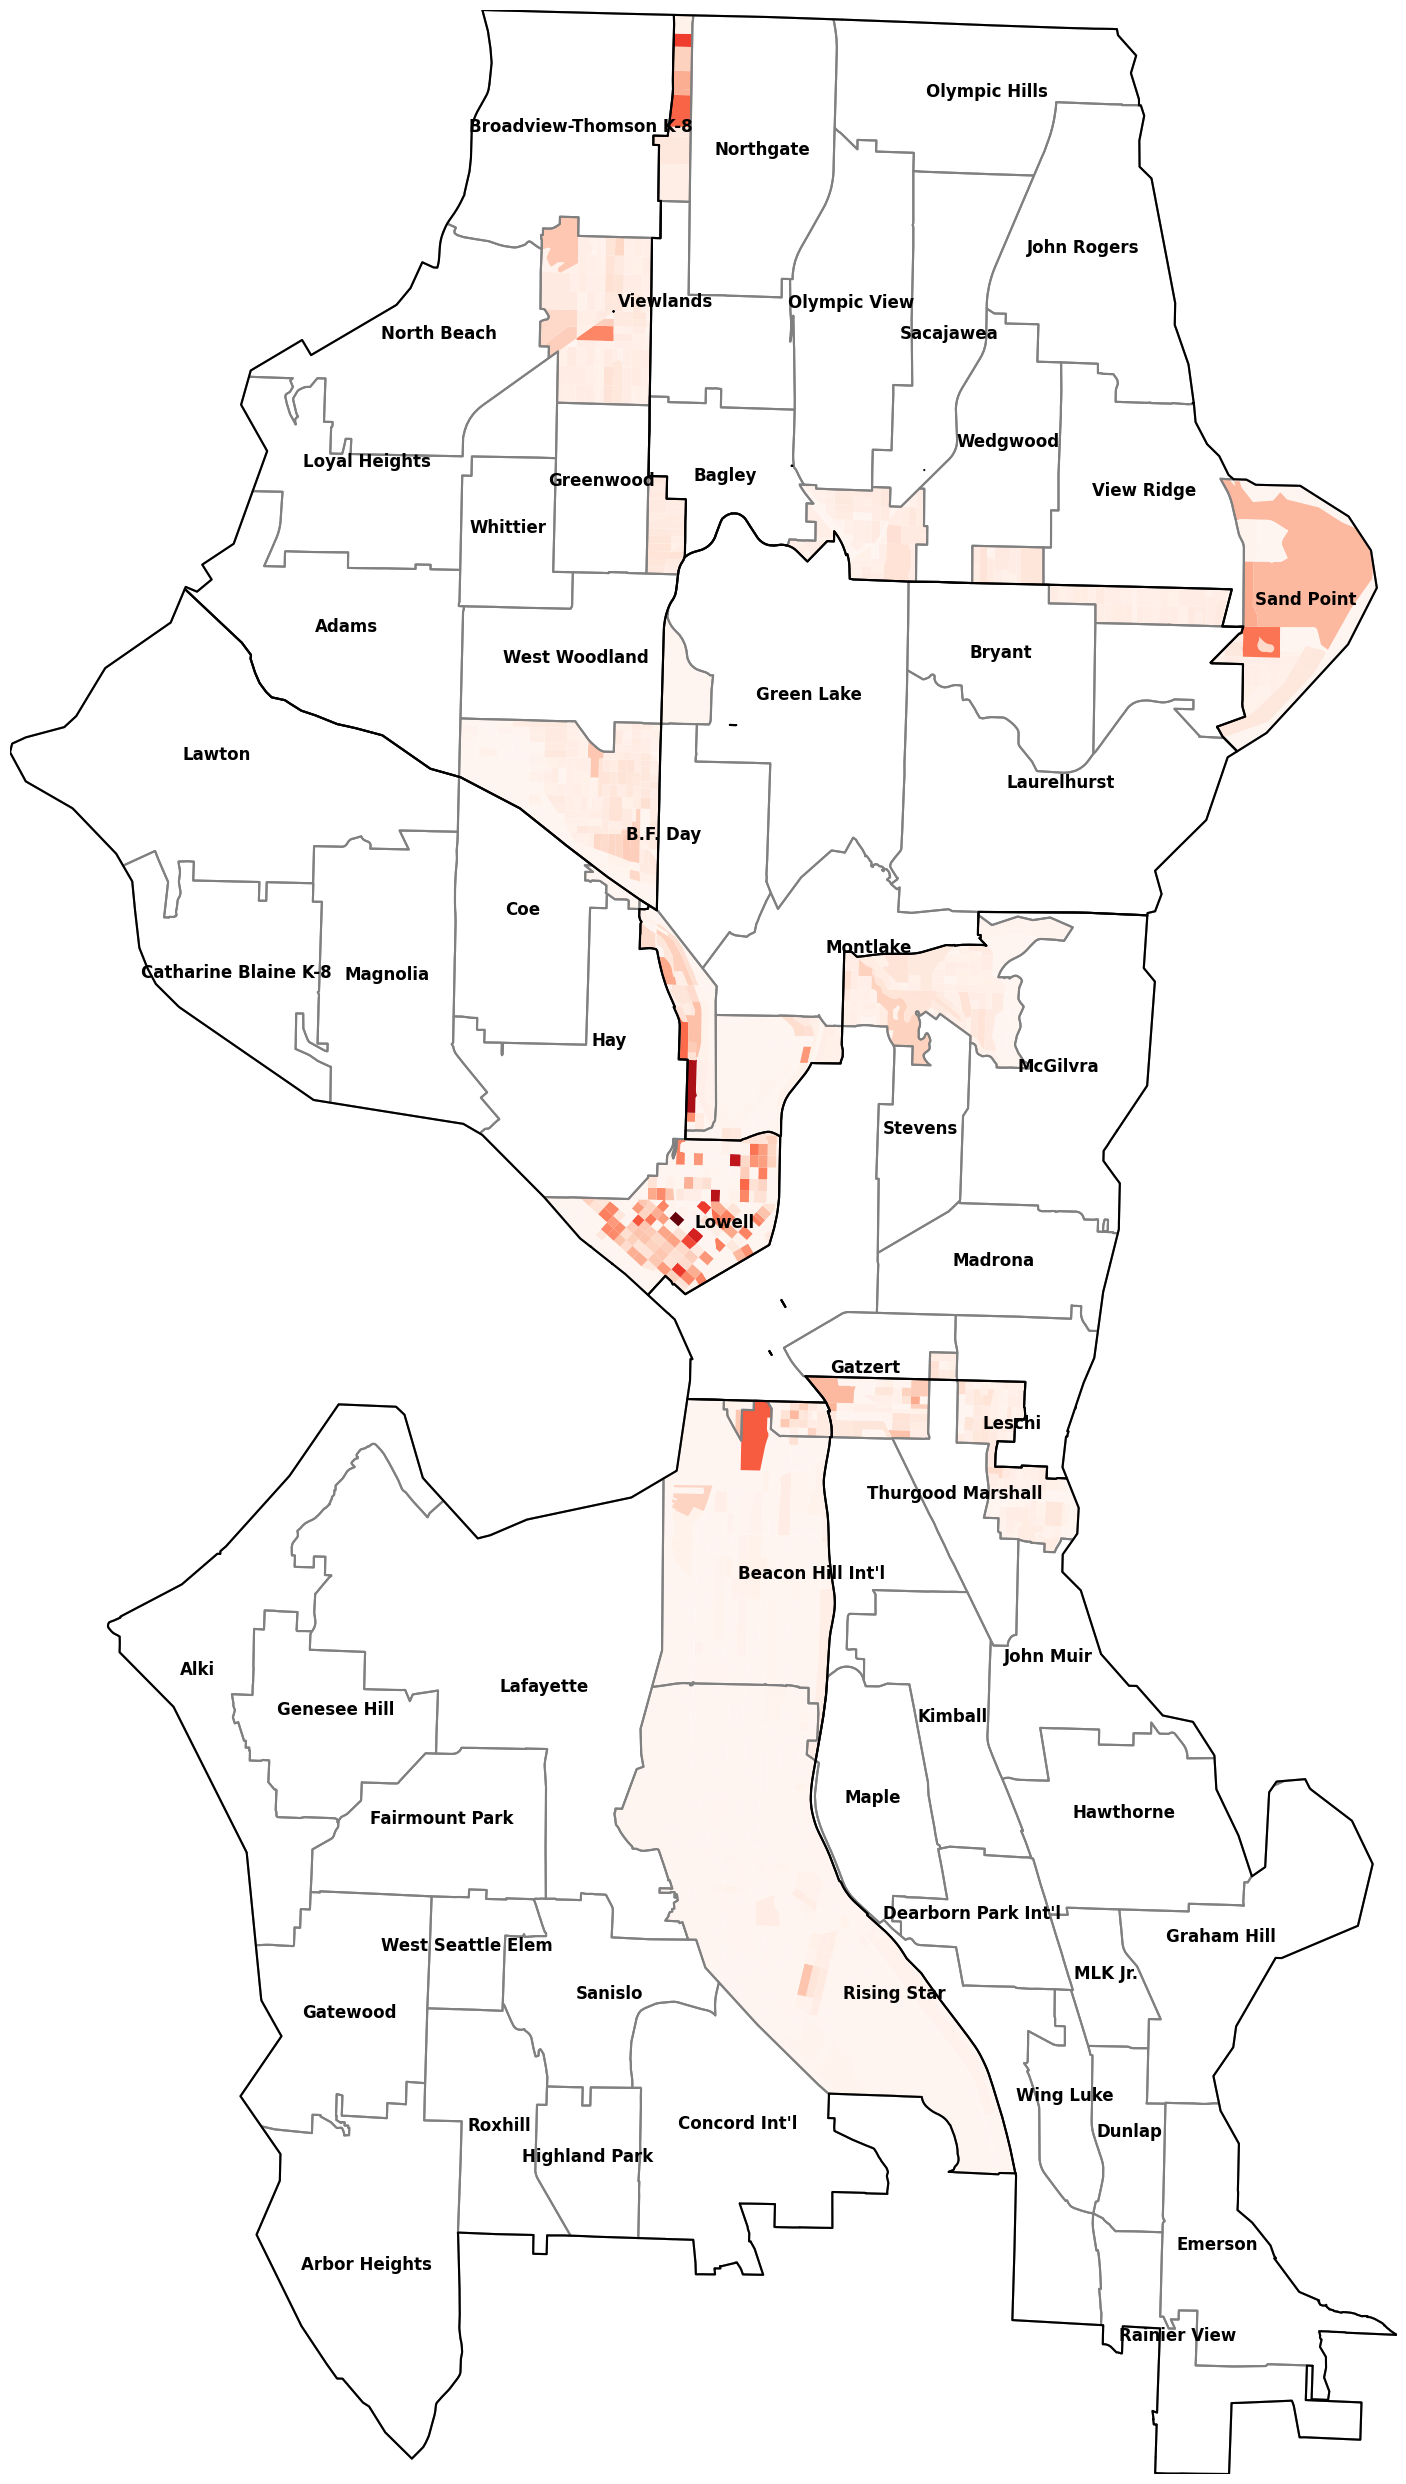 Olympic Hills
Broadview-Thomson K-8
Northgate
John Rogers
Viewlands
Olympic View
North Beach
Sacajawea
Wedgwood
Loyal Heights
Bagley
Greenwood
View Ridge
Whittier
Sand Point
Adams
Bryant
West Woodland
Green Lake
Lawton
Laurelhurst
B.F. Day
Coe
Montlake
Catharine Blaine K-8
Magnolia
Hay
McGilvra
Stevens
Lowell
Madrona
Gatzert
Leschi
Thurgood Marshall
Beacon Hill Int'l
John Muir
Alki
Lafayette
Genesee Hill
Kimball
Maple
Hawthorne
Fairmount Park
Dearborn Park Int'l
Graham Hill
West Seattle Elem
MLK Jr.
Sanislo
Rising Star
Gatewood
Wing Luke
Concord Int'l
Roxhill
Dunlap
Highland Park
Emerson
Arbor Heights
Rainier View